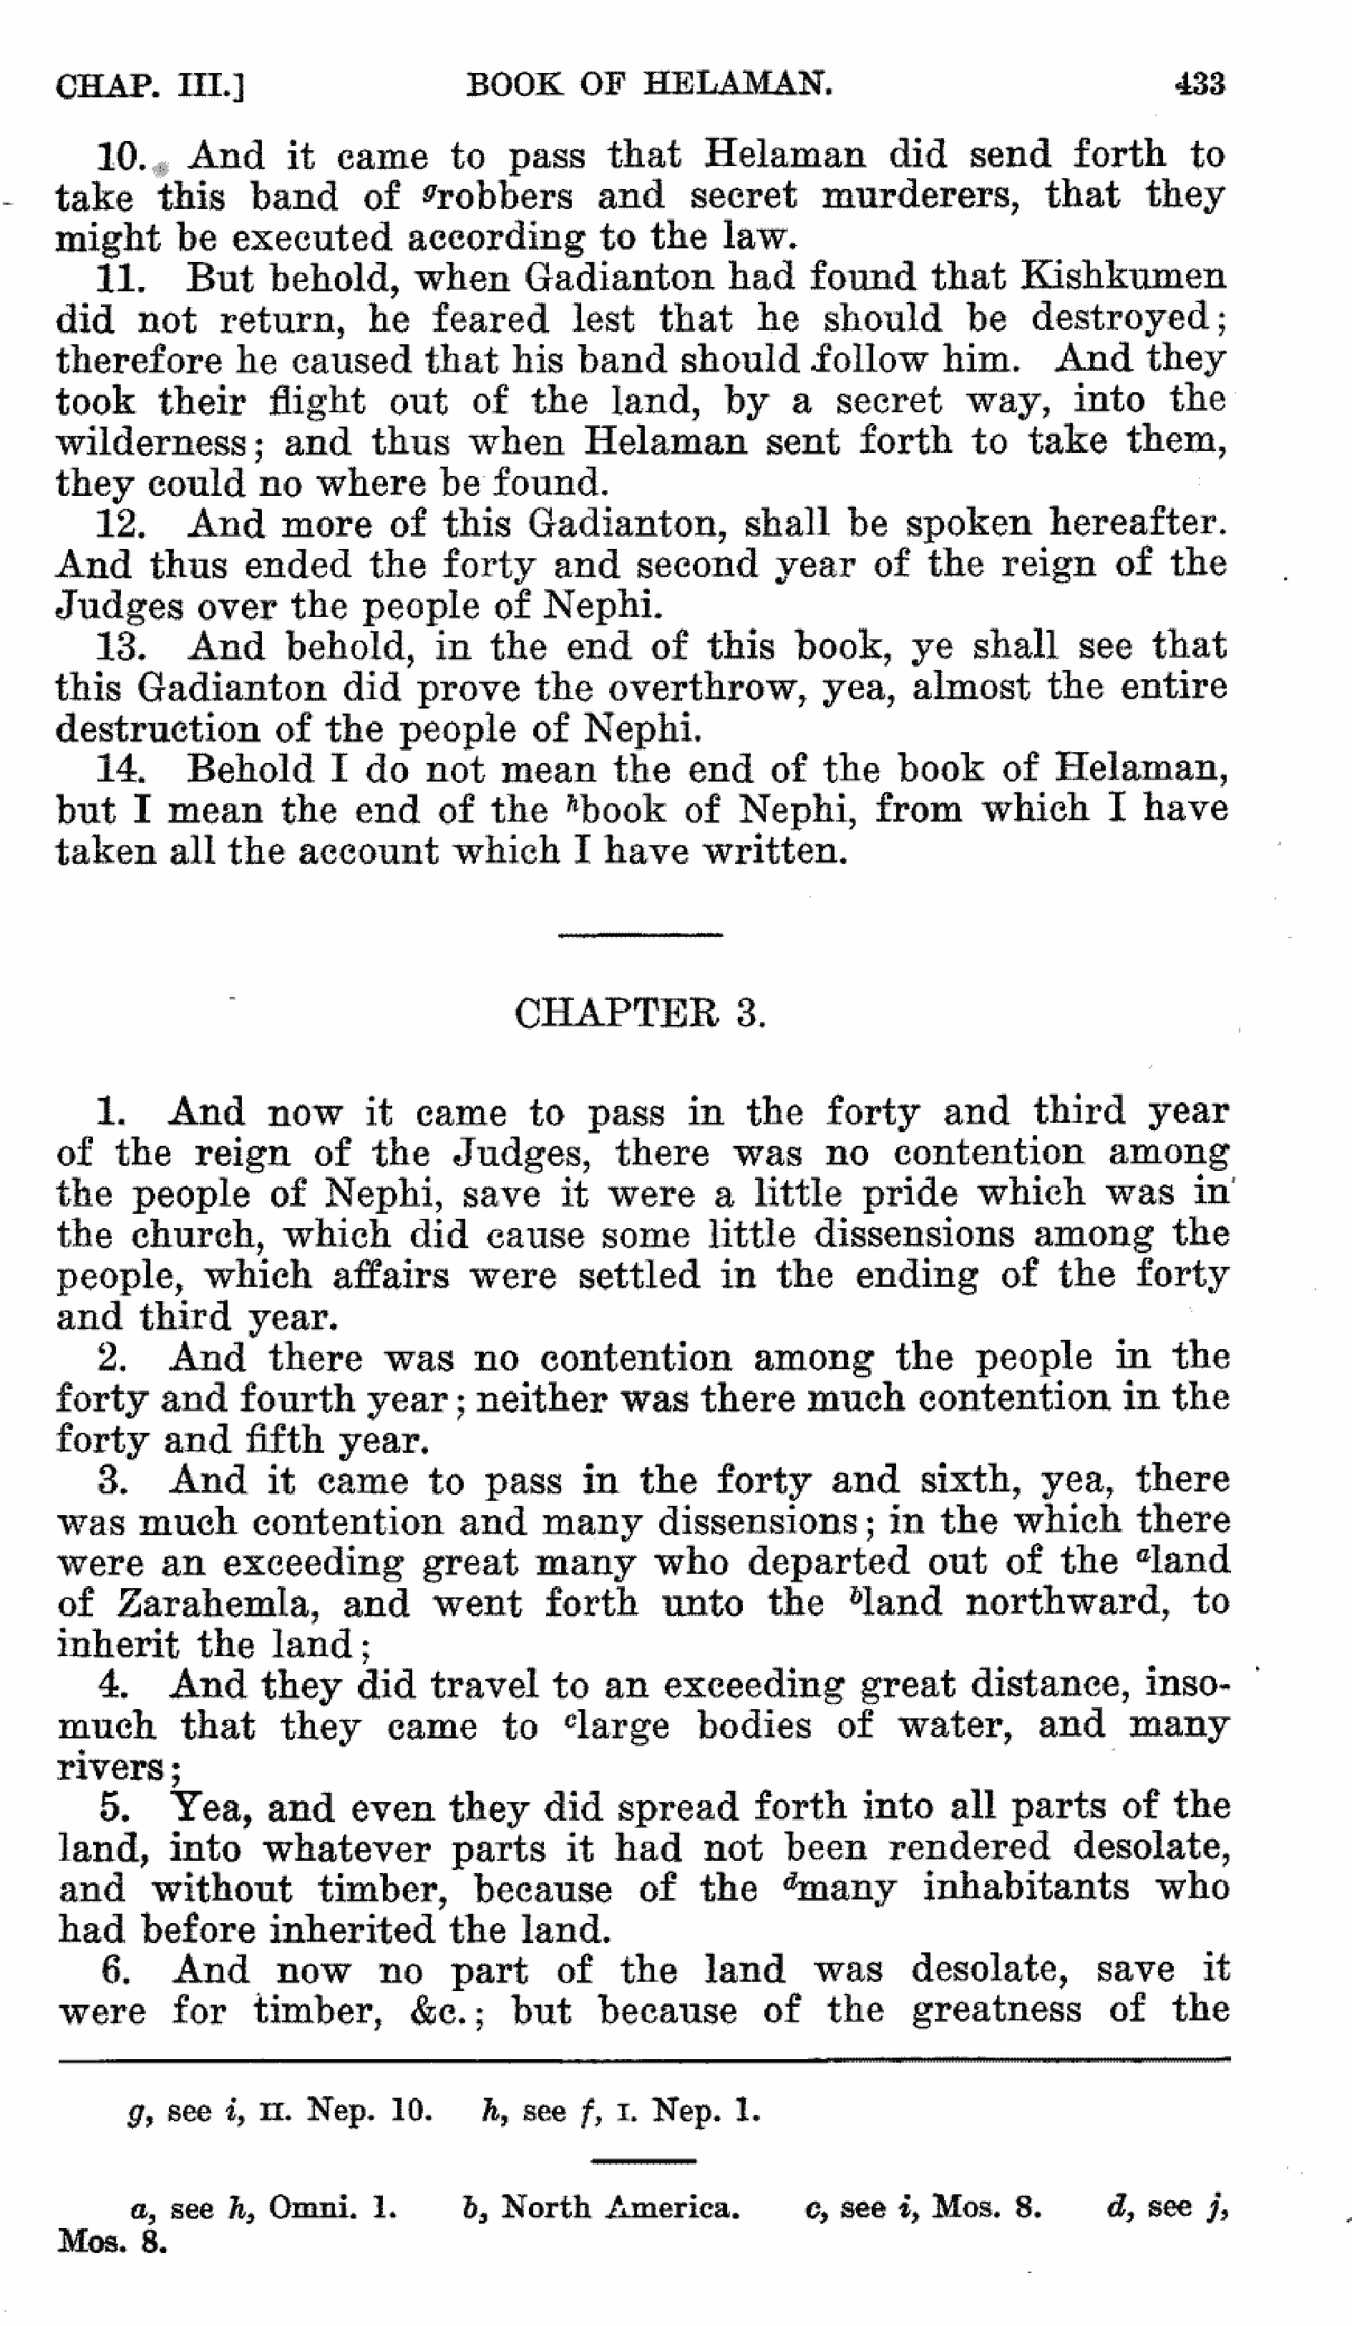 CHAP. III.] BOOK OF HELAMAN. 433
10. And it came to pass that Helaman did send forth to
take this band of grobbers and secret murderers, that they
might be executed according to the law.
11. But behold, when Gadianton had found that Kishkumen
did not return, he feared lest that he should be destroyed;
therefore he caused that his band should follow him. And they
took their flight out of the land, by a secret way, into the
wilderness; and thus when Helaman sent forth to take them,
they could no where be found.
12. And more of this Gadianton, shall be spoken hereafter.
And thus ended the forty and second year of the reign of the
Judges over the people of Nephi.
13. And behold, in the end of this book, ye shall see that
this Gadianton did prove the overthrow, yea, almost the entire
destruction of the people of Nephi.
14. Behold I do not mean the end of the book of Helaman,
but I mean the end of the hbook of Nephi, from which I have
taken all the account which I have written.
CHAPTER 3.
1. And now it came to pass in the forty and third year
of the reign of the Judges, there was no contention among
the people of Nephi, save it were a little pride which was in
the church, which did cause some little dissensions among the
people, which affairs were settled in the ending of the forty
and third year.
2. And there was no contention among the people in the
forty and fourth year; neither was there much contention in the
forty and fifth year.
3. And it came to pass in the forty and sixth, yea, there
was much contention and many dissensions; in the which there
were an exceeding great many who departed out of the aland
of Zarahemla, and went forth unto the bland northward, to
inherit the land;
4. And they did travel to an exceeding great distance, inso-
much that they came to clarge bodies of water, and many
rivers;
5. Yea, and even they did spread forth into all parts of the
land, into whatever parts it had not been rendered desolate,
and without timber, because of the dmany inhabitants who
had before inherited the land.
6. And now no part of the land was desolate, save it
were for timber, &c.; but because of the greatness of the
g, see i, II. Nep. 10. h, see f, I. Nep. 1.
a, see h, Omni. 1. b, North America. c, see i, Mos. 8. d, see j,
Mos. 8.